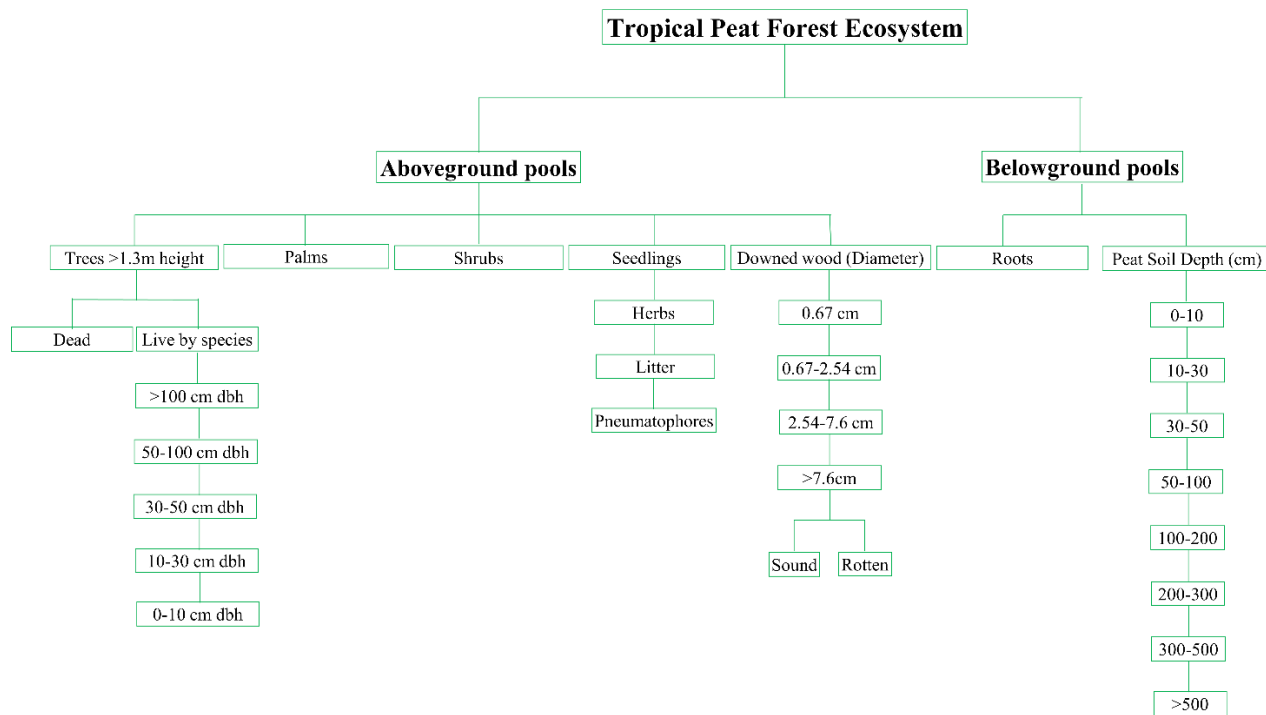 Tropical Peat Forest Ecosystem
Aboveground pools
Belowground pools
Trees >1.3m height
Palms
Shrubs
Seedlings
Downed wood (Diameter)
Roots
Peat Soil Depth (cm)
Dead
Live by species
>100 cm dbh
50-100 cm dbh
30-50 cm dbh
10-30 cm dbh
0-10 cm dbh
Herbs
Litter
Pneumatophores
0.67 cm
0.67-2.54 cm
2.54-7.6 cm
>7.6cm
Sound
Rotten
0-10
10-30
30-50
50-100
100-200
200-300
300-500
>500